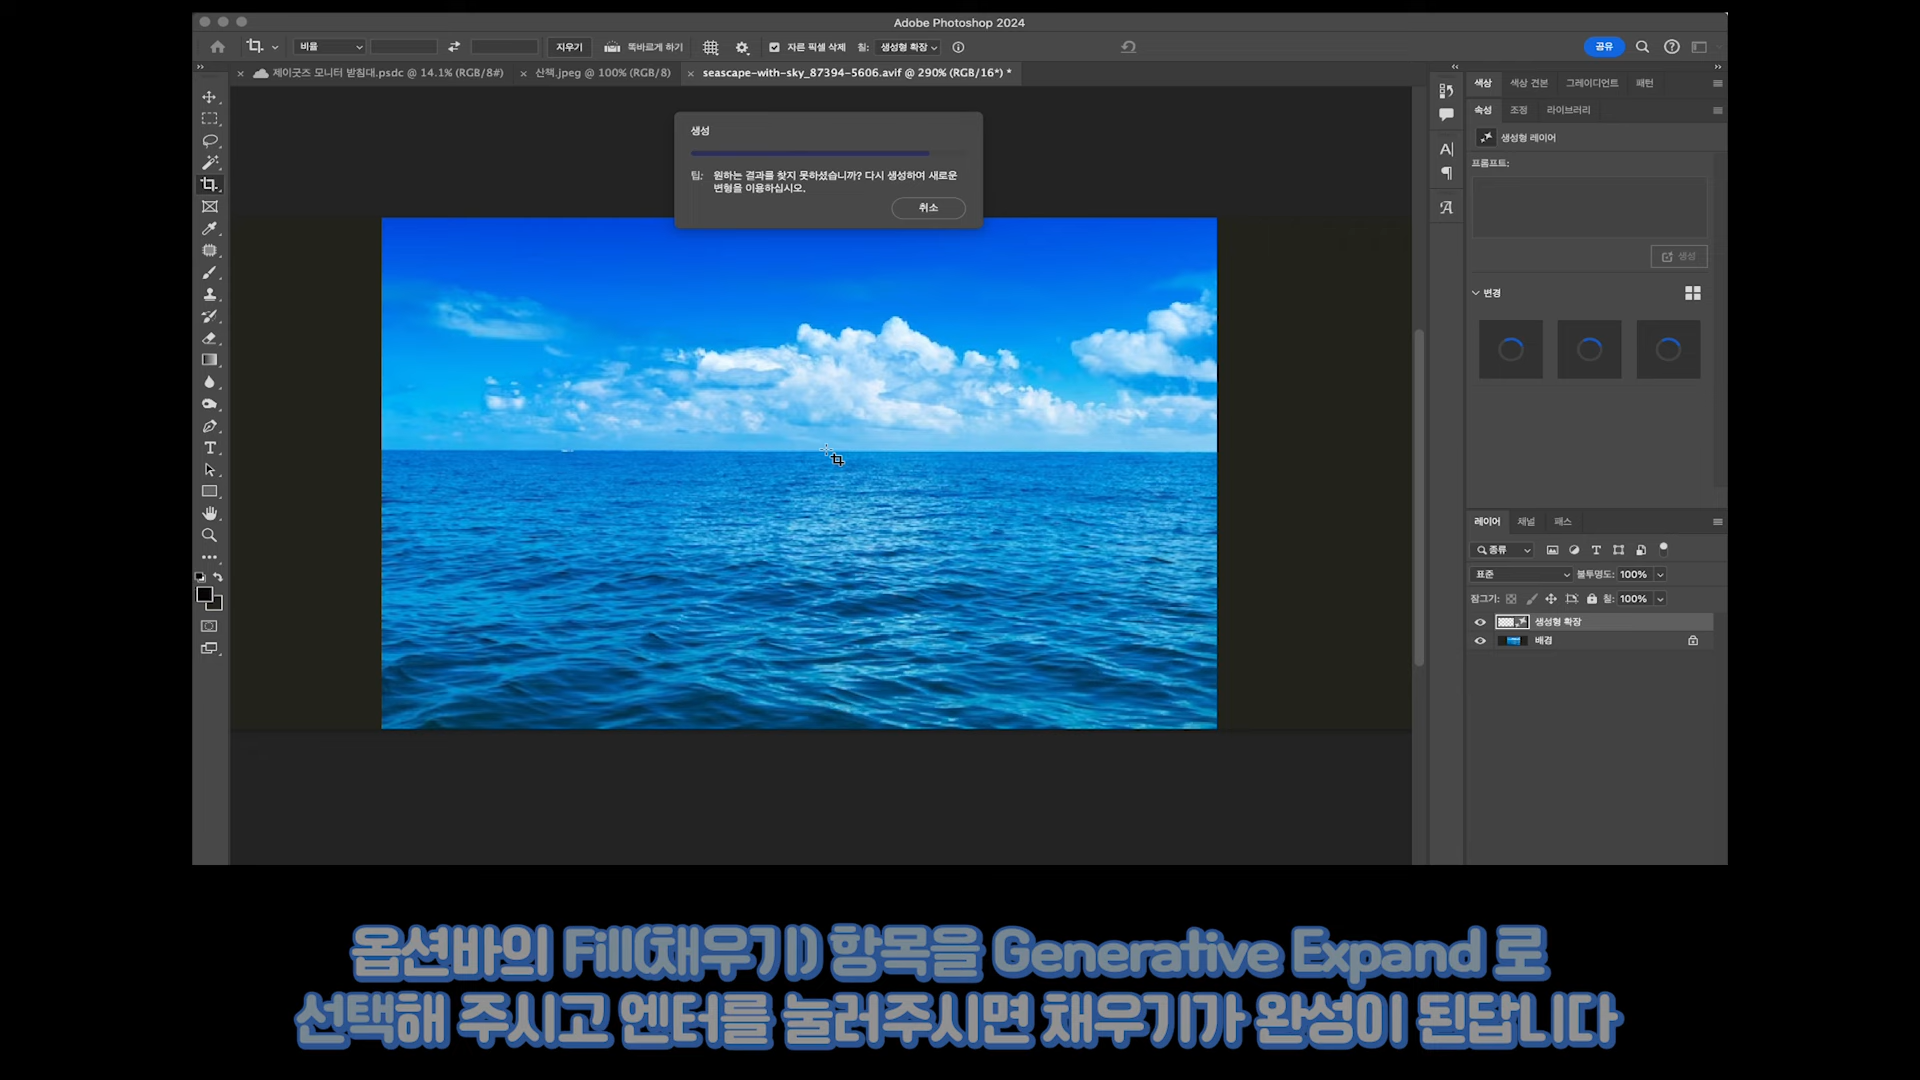 Adobe Photoshop 2024
비율
지우기
똑바르게 하기
자른 픽셀 삭제
칠:
생성형 확장
공유
제이굿즈 모니터 받침대.psdc @ 14.1% (RGB/8#)
산책.jpeg @ 100% (RGB/8)
seascape-with-sky_87394-5606.avif @ 290% (RGB/16*) *
색상 색상 견본 그레이디언트 패턴
속성 조정 라이브러리
생성형 레이어
프롬프트:
생성
변경
생성
팁: 원하는 결과를 찾지 못하셨습니까? 다시 생성하여 새로운
변형을 이용하십시오.
취소
레이어 채널 패스
종류
표준 불투명도: 100%
잠그기: 칠: 100%
생성형 확장
배경
옵션바의 Fill(채우기) 항목을 Generative Expand 로
선택해 주시고 엔터를 눌러주시면 채우기가 완성이 된답니다